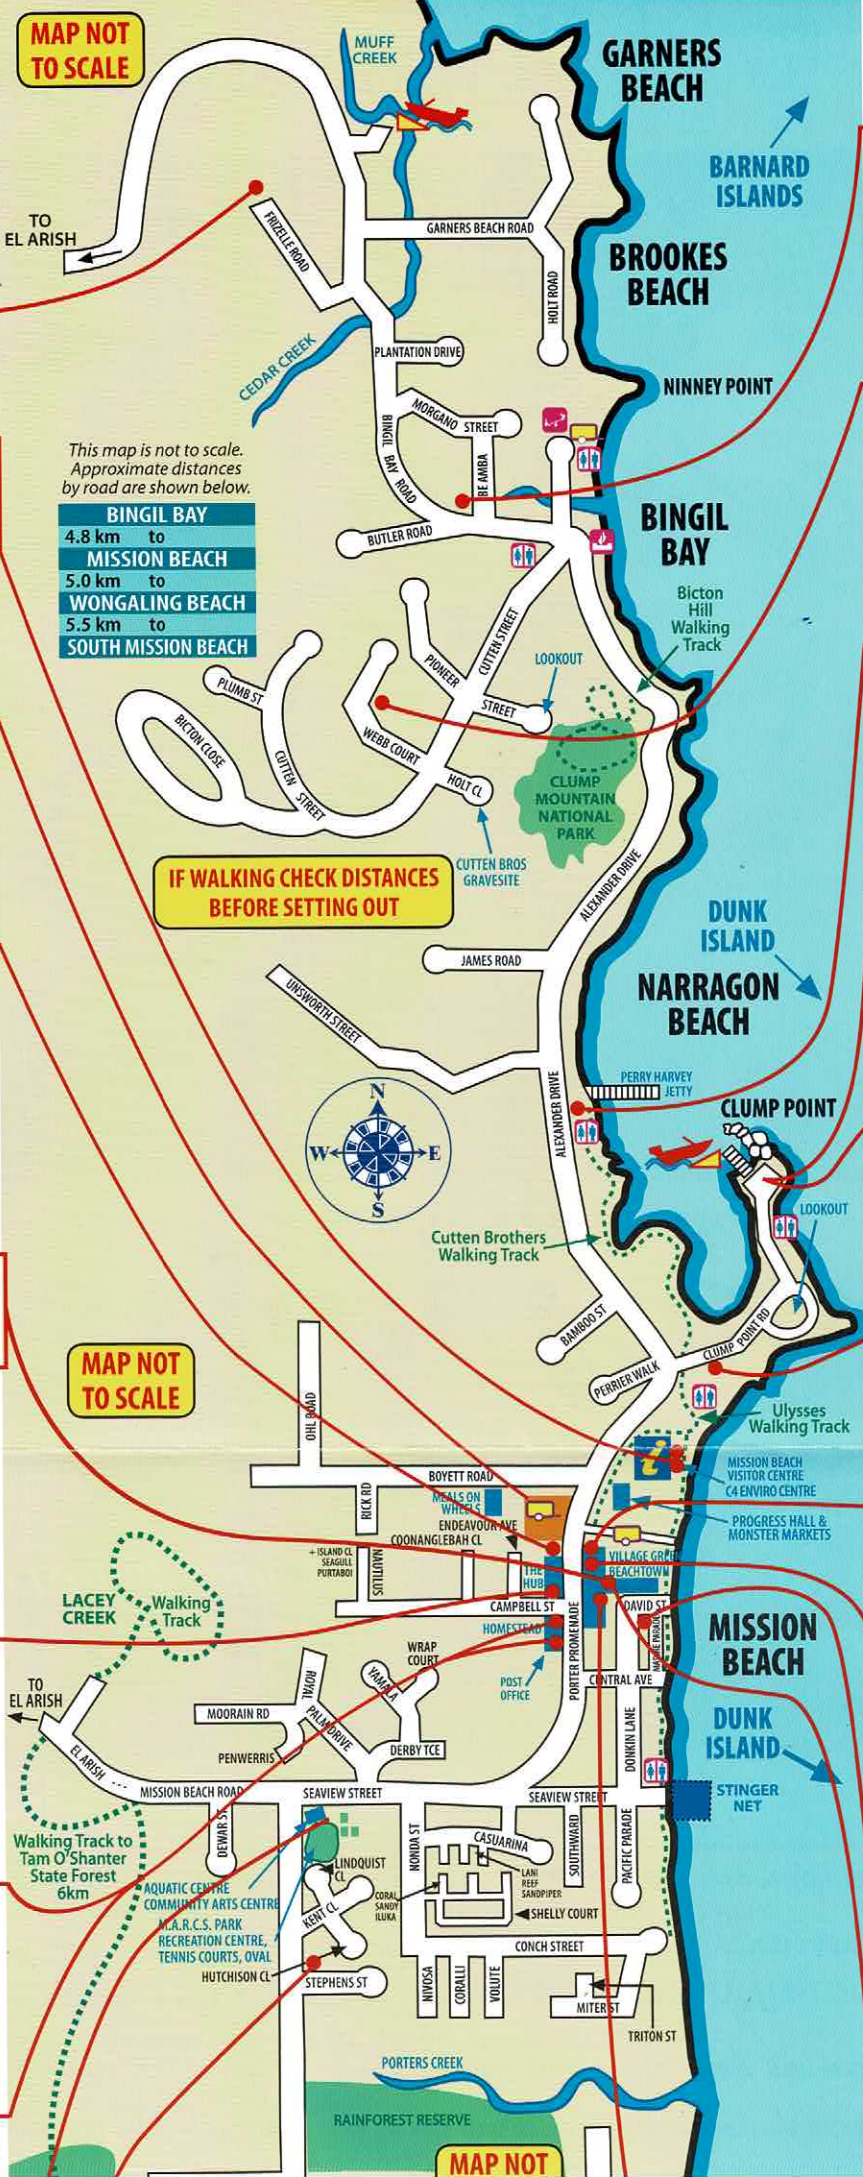 MAP NOT
TO SCALE
MUFF
CREEK
GARNERS
BEACH
BARNARD
ISLANDS
TO
EL ARISH
FRIZELLE ROAD
GARNERS BEACH ROAD
HOLT ROAD
BROOKES
BEACH
CEDAR CREEK
PLANTATION DRIVE
NINNEY POINT
MORGANO STREET
BINGIL BAY ROAD
BE AMBA
This map is not to scale.
Approximate distances
by road are shown below.
BINGIL BAY
4.8 km to
MISSION BEACH
5.0 km to
WONGALING BEACH
5.5 km to
SOUTH MISSION BEACH
BUTLER ROAD
BINGIL
BAY
Bicton
Hill
Walking
Track
CUTTEN STREET
PIONEER
STREET
LOOKOUT
PLUMB ST
BICTON CLOSE
CUTTEN STREET
WEBB COURT
HOLT CL
CLUMP
MOUNTAIN
NATIONAL
PARK
CUTTEN BROS
GRAVESITE
IF WALKING CHECK DISTANCES
BEFORE SETTING OUT
ALEXANDER DRIVE
DUNK
ISLAND
JAMES ROAD
NARRAGON
BEACH
UNSWORTH STREET
N
W
E
S
ALEXANDER DRIVE
PERRY HARVEY
JETTY
CLUMP POINT
LOOKOUT
Cutten Brothers
Walking Track
BAMBOO ST
CLUMP POINT RD
PERRIER WALK
MAP NOT
TO SCALE
OHL ROAD
Ulysses
Walking Track
i
MISSION BEACH
VISITOR CENTRE
C4 ENVIRO CENTRE
BOYETT ROAD
RICK RD
MEALS ON
WHEELS
PROGRESS HALL &
MONSTER MARKETS
ENDEAVOUR AVE
COONANGLEBAH CL
+ ISLAND CL
SEAGULL
PURTABOI
NAUTILUS
THE
HUB
VILLAGE GREEN
BEACHTOWN
LACEY
CREEK
Walking
Track
CAMPBELL ST
DAVID ST
HOMESTEAD
PORTER PROMENADE
MARINE PARADE
MISSION
BEACH
WRAP
COURT
POST
OFFICE
CENTRAL AVE
TO
EL ARISH
ROYAL
PALM DRIVE
YAMALA
MOORAIN RD
DONKIN LANE
DUNK
ISLAND
PENWERRIS
DERBY TCE
EL ARISH ---
MISSION BEACH ROAD
SEAVIEW STREET
SEAVIEW STREET
STINGER
NET
DEWAR ST
NONDA ST
CASUARINA
SOUTHWARD
PACIFIC PARADE
Walking Track to
Tam O'Shanter
State Forest
6km
LINDQUIST
CL
LANI
REEF
SANDPIPER
AQUATIC CENTRE
COMMUNITY ARTS CENTRE
CORAL
SANDY
ILUKA
KENT CL
SHELLY COURT
M.A.R.C.S. PARK
RECREATION CENTRE,
TENNIS COURTS, OVAL
CONCH STREET
HUTCHISON CL
STEPHENS ST
NIVOSA
CORALLI
VOLUTE
MITER ST
TRITON ST
PORTERS CREEK
RAINFOREST RESERVE
MAP NOT